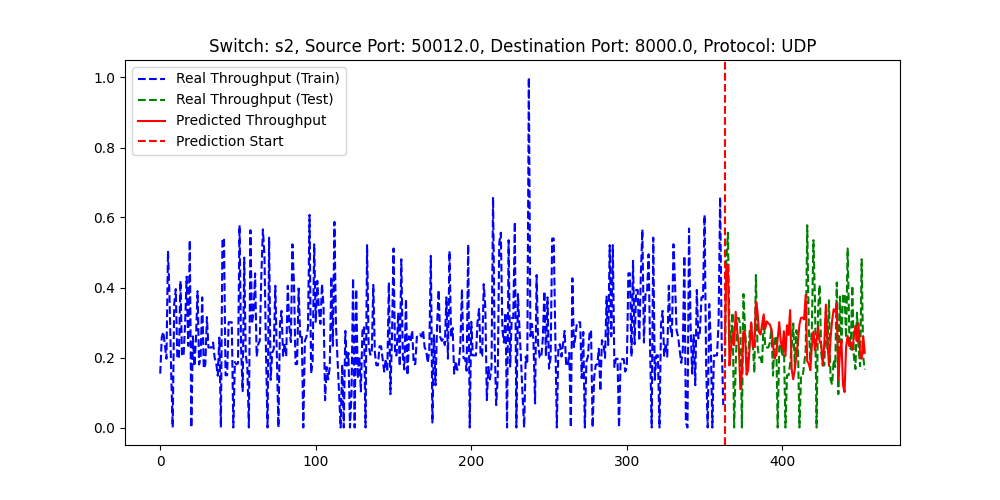 Switch: s2, Source Port: 50012.0, Destination Port: 8000.0, Protocol: UDP
Real Throughput (Train)
Real Throughput (Test)
Predicted Throughput
Prediction Start
1.0
0.8
0.6
0.4
0.2
0.0
0 100 200 300 400